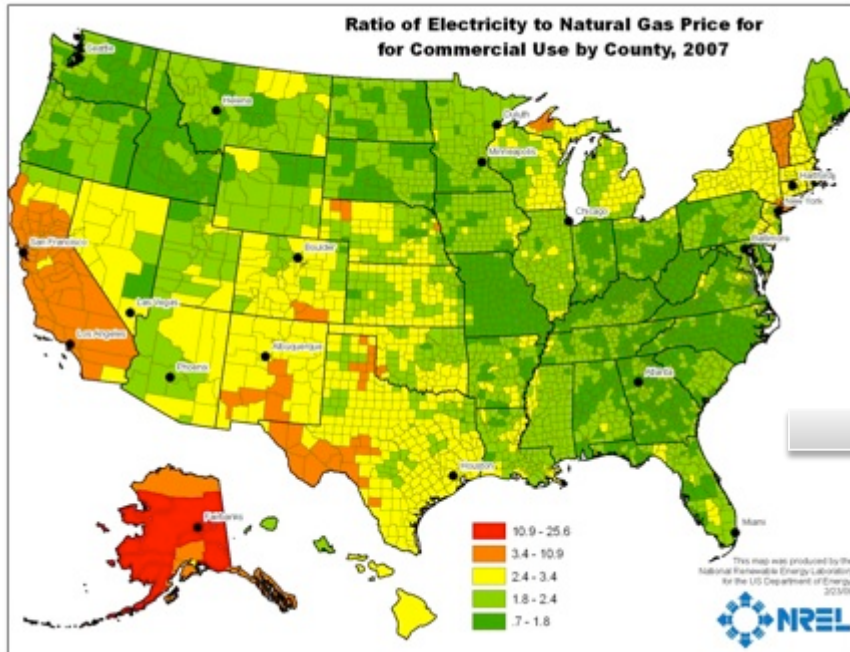 Ratio of Electricity to Natural Gas Price for
for Commercial Use by County, 2007
Seattle
Helena
Duluth
Minneapolis
Hartford
New York
Chicago
Boulder
Baltimore
San Francisco
Las Vegas
Los Angeles
Albuquerque
Phoenix
Atlanta
Houston
Fairbanks
Miami
10.9 - 25.6
3.4 - 10.9
2.4 - 3.4
1.8 - 2.4
.7 - 1.8
This map was produced by the
National Renewable Energy Laboratory
for the US Department of Energy
NREL